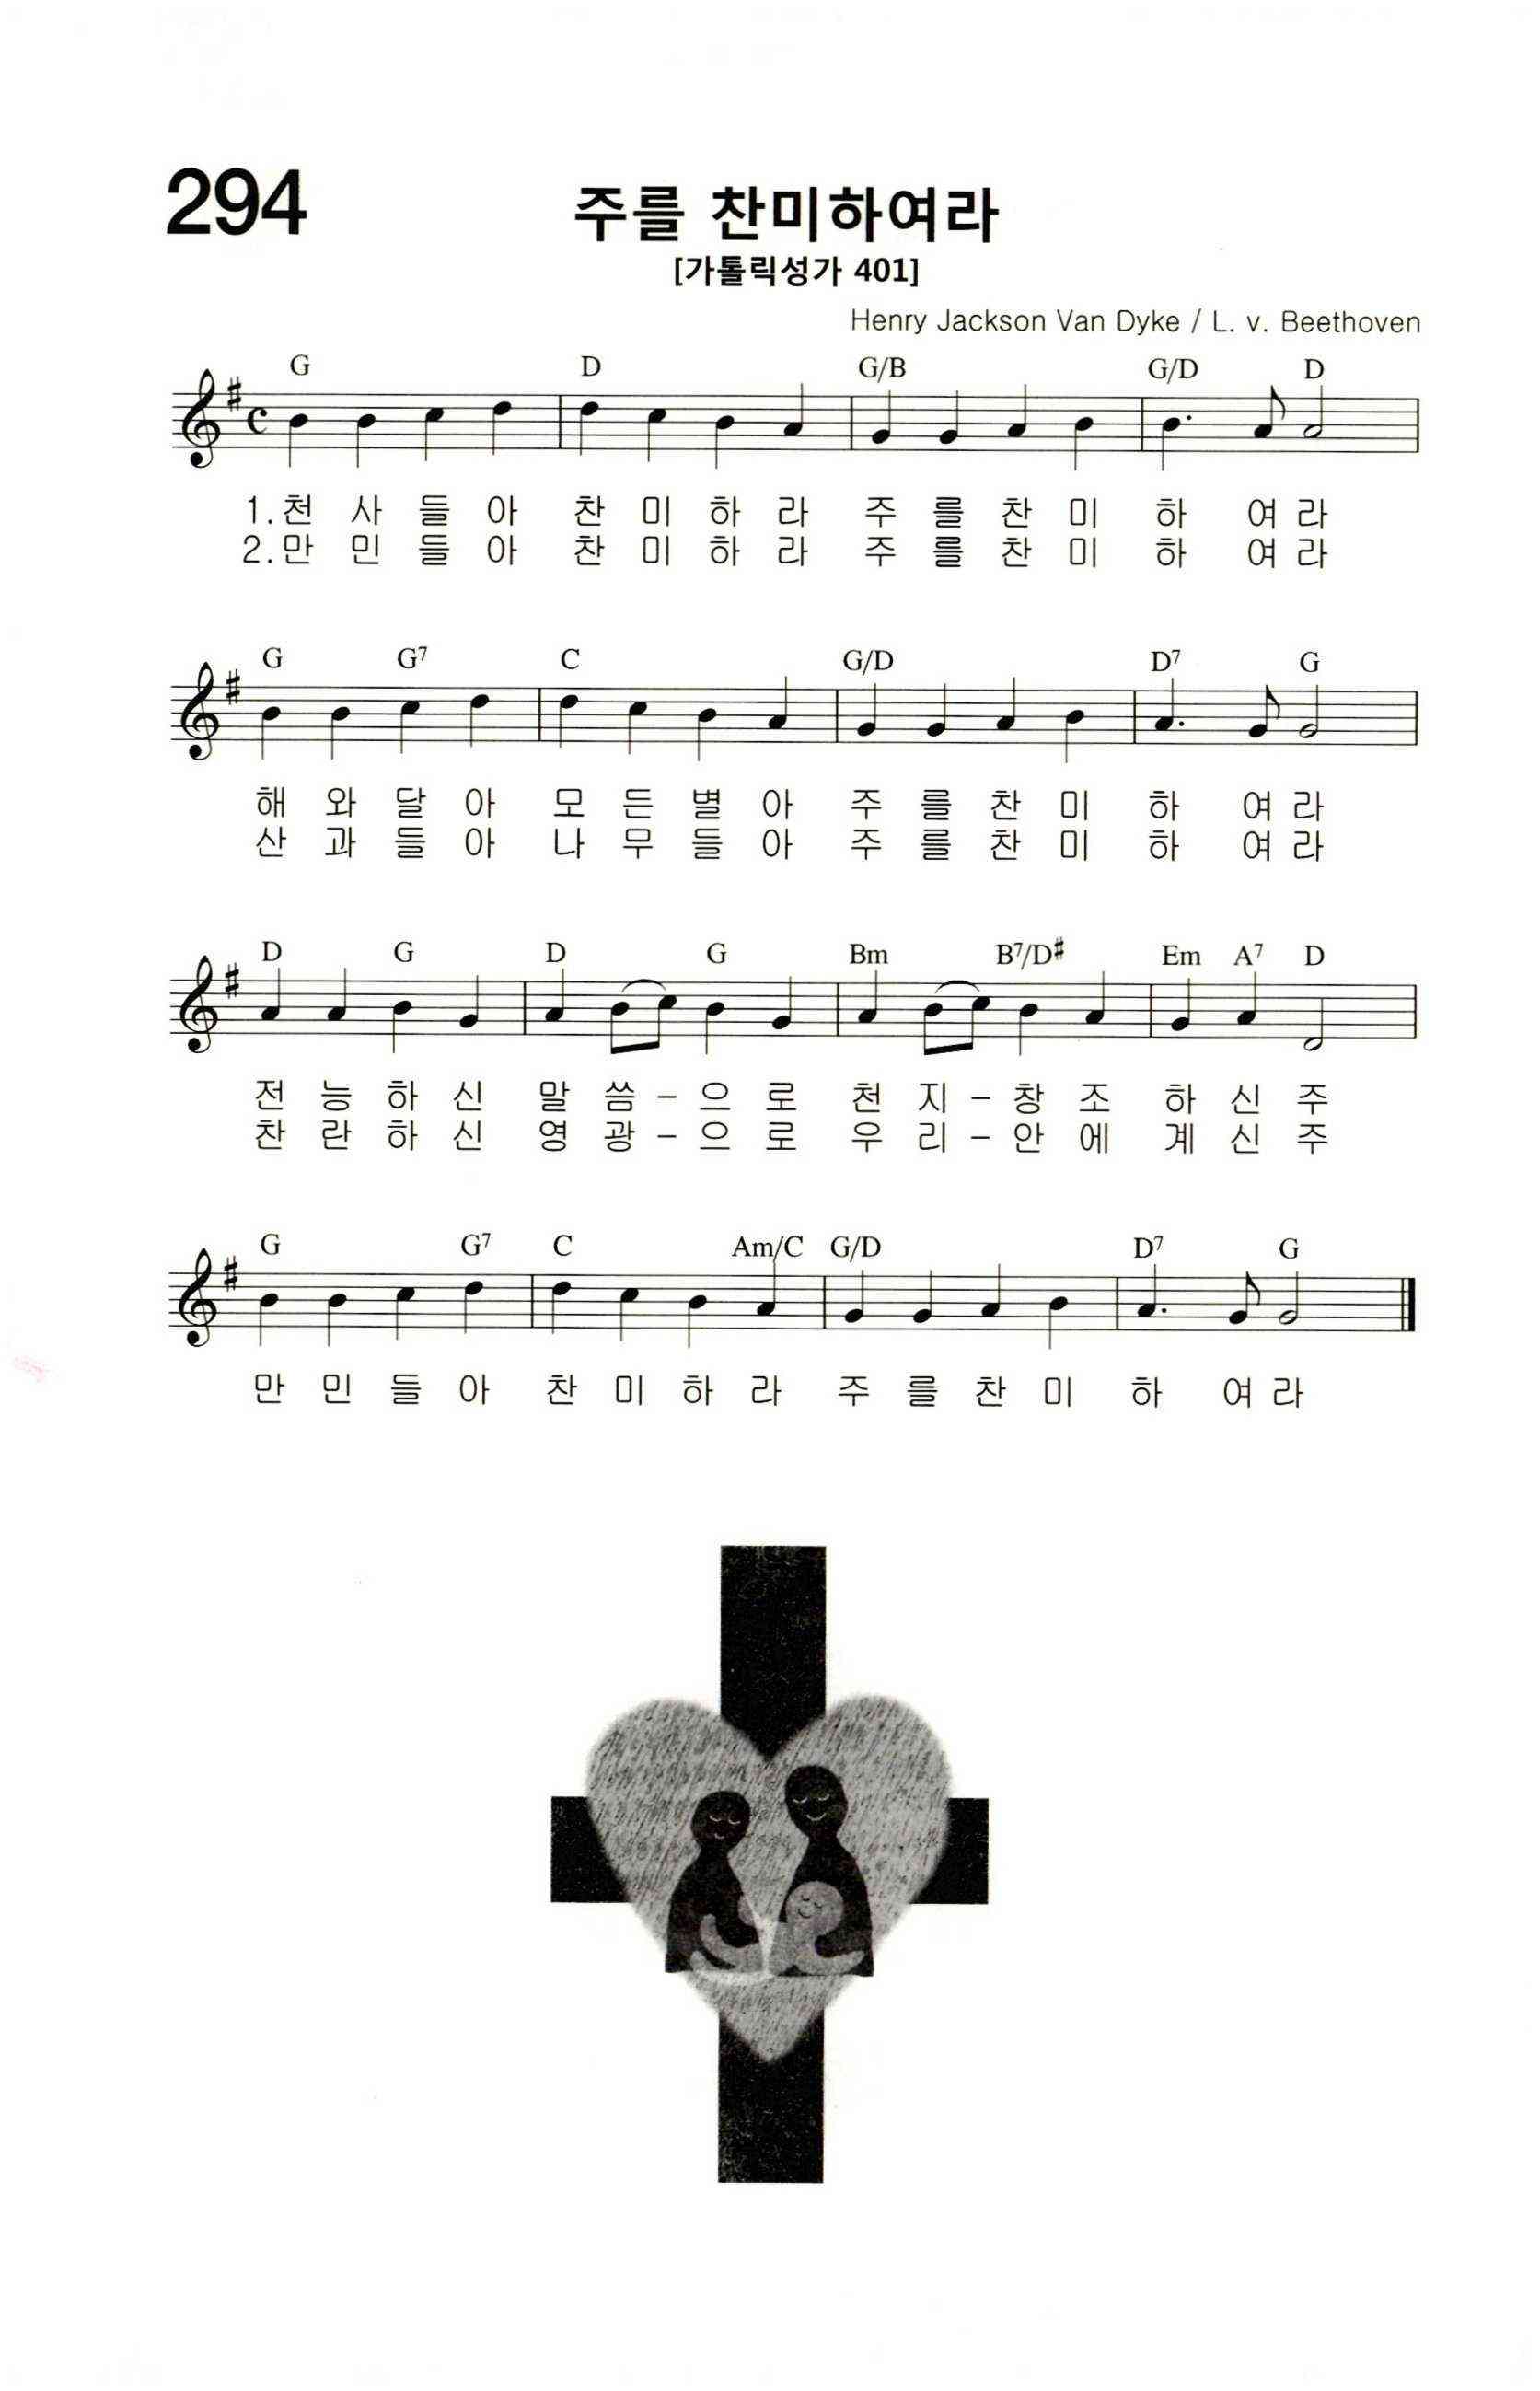 294
주를 찬미하여라
[가톨릭성가 401]
Henry Jackson Van Dyke / L. v. Beethoven
G D G/B G/D D
1.천 사 들 아 찬 미 하 라 주 를 찬 미 하 여 라
2.만 민 들 아 찬 미 하 라 주 를 찬 미 하 여 라
G G7 C G/D D7 G
해 와 달 아 모 든 별 아 주 를 찬 미 하 여 라
산 과 들 아 나 무 들 아 주 를 찬 미 하 여 라
D G D G Bm B7/D# Em A7 D
전 능 하 신 말 씀 - 으 로 천 지 - 창 조 하 신 주
찬 란 하 신 영 광 - 으 로 우 리 - 안 에 계 신 주
G G7 C Am/C G/D D7 G
만 민 들 아 찬 미 하 라 주 를 찬 미 하 여 라